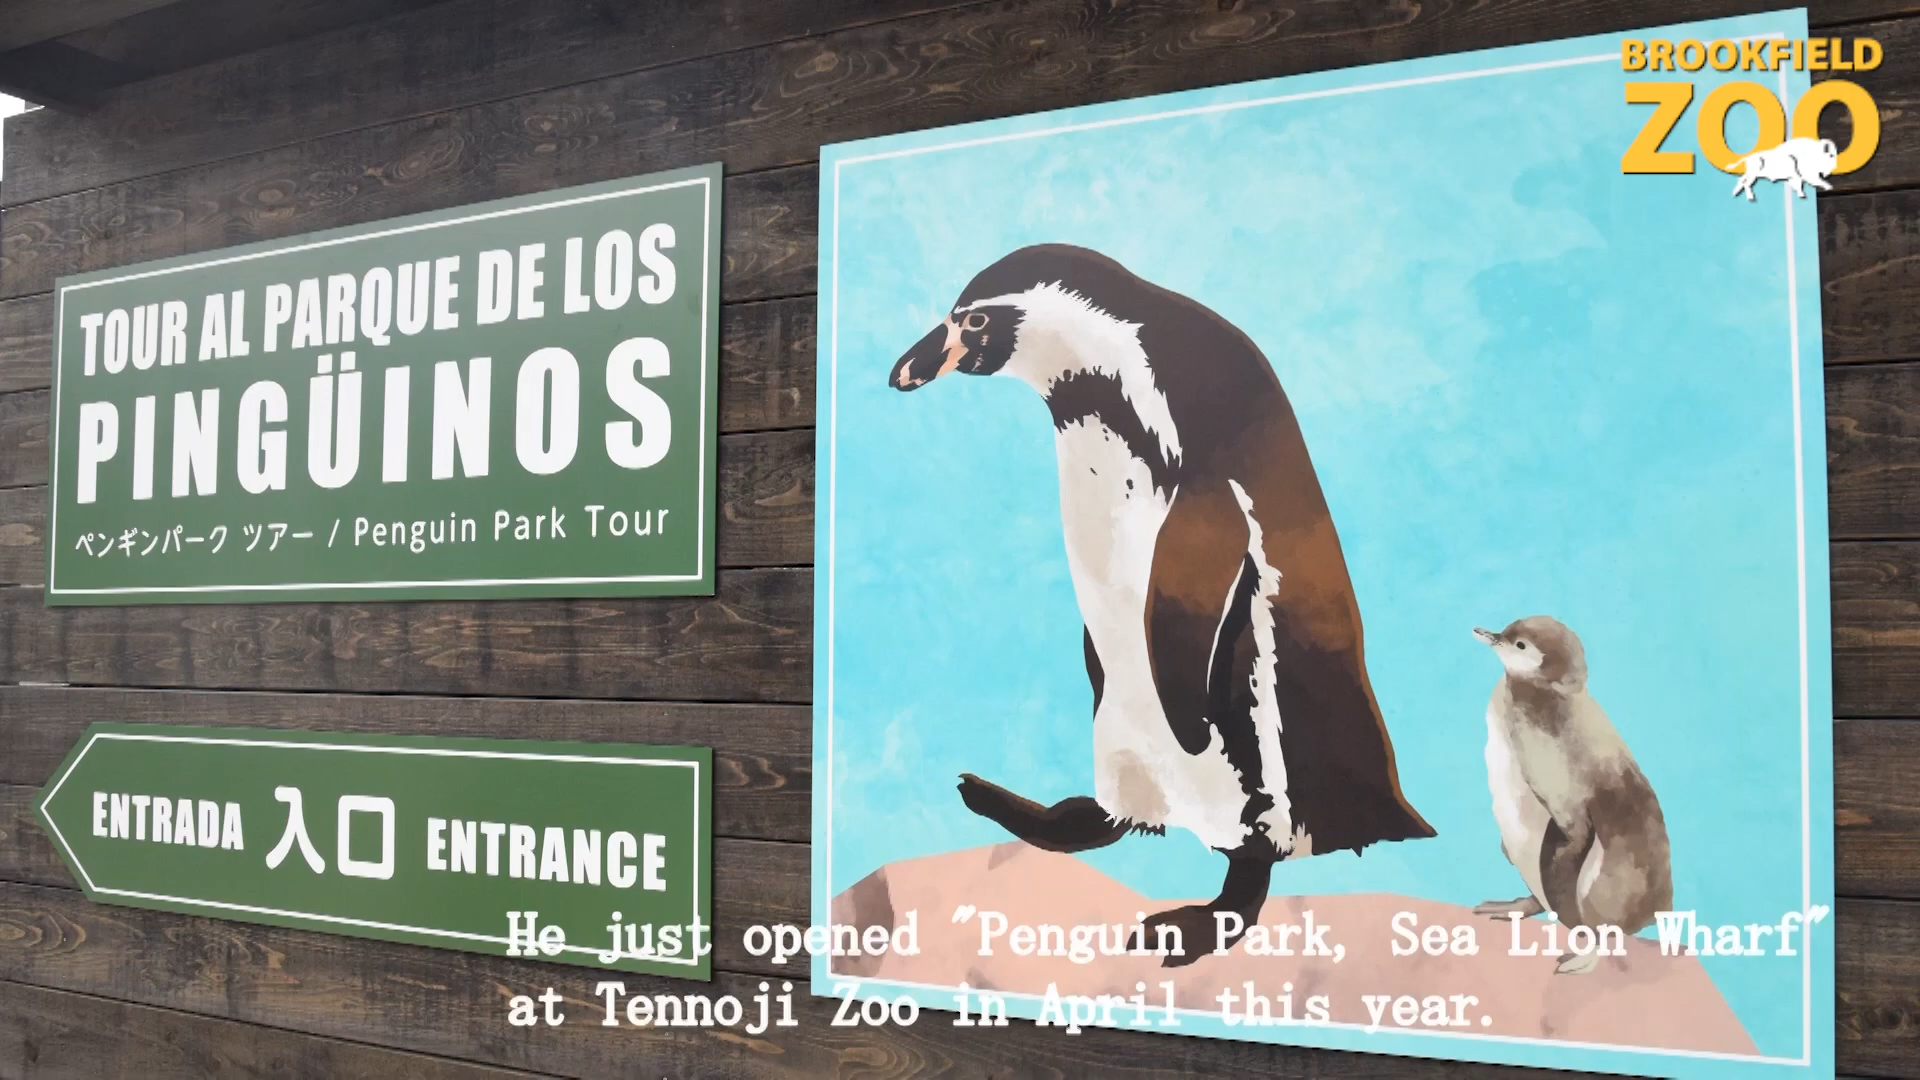 BROOKFIELD
ZOO
TOUR AL PARQUE DE LOS
PINGÜINOS
ペンギンパーク ツアー / Penguin Park Tour
ENTRADA 入口 ENTRANCE
He just opened "Penguin Park, Sea Lion Wharf"
at Tennoji Zoo in April this year.